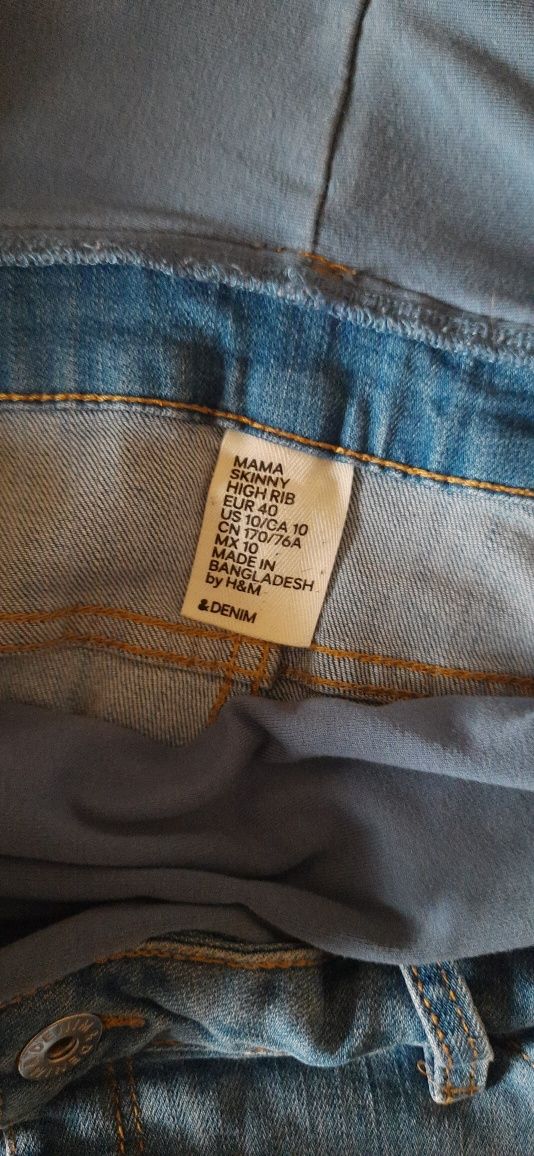 MAMA
SKINNY
HIGH RIB
EUR 40
US 10/CA 10
CN 170/76A
MX 10
MADE IN
BANGLADESH
by H&M
&DENIM